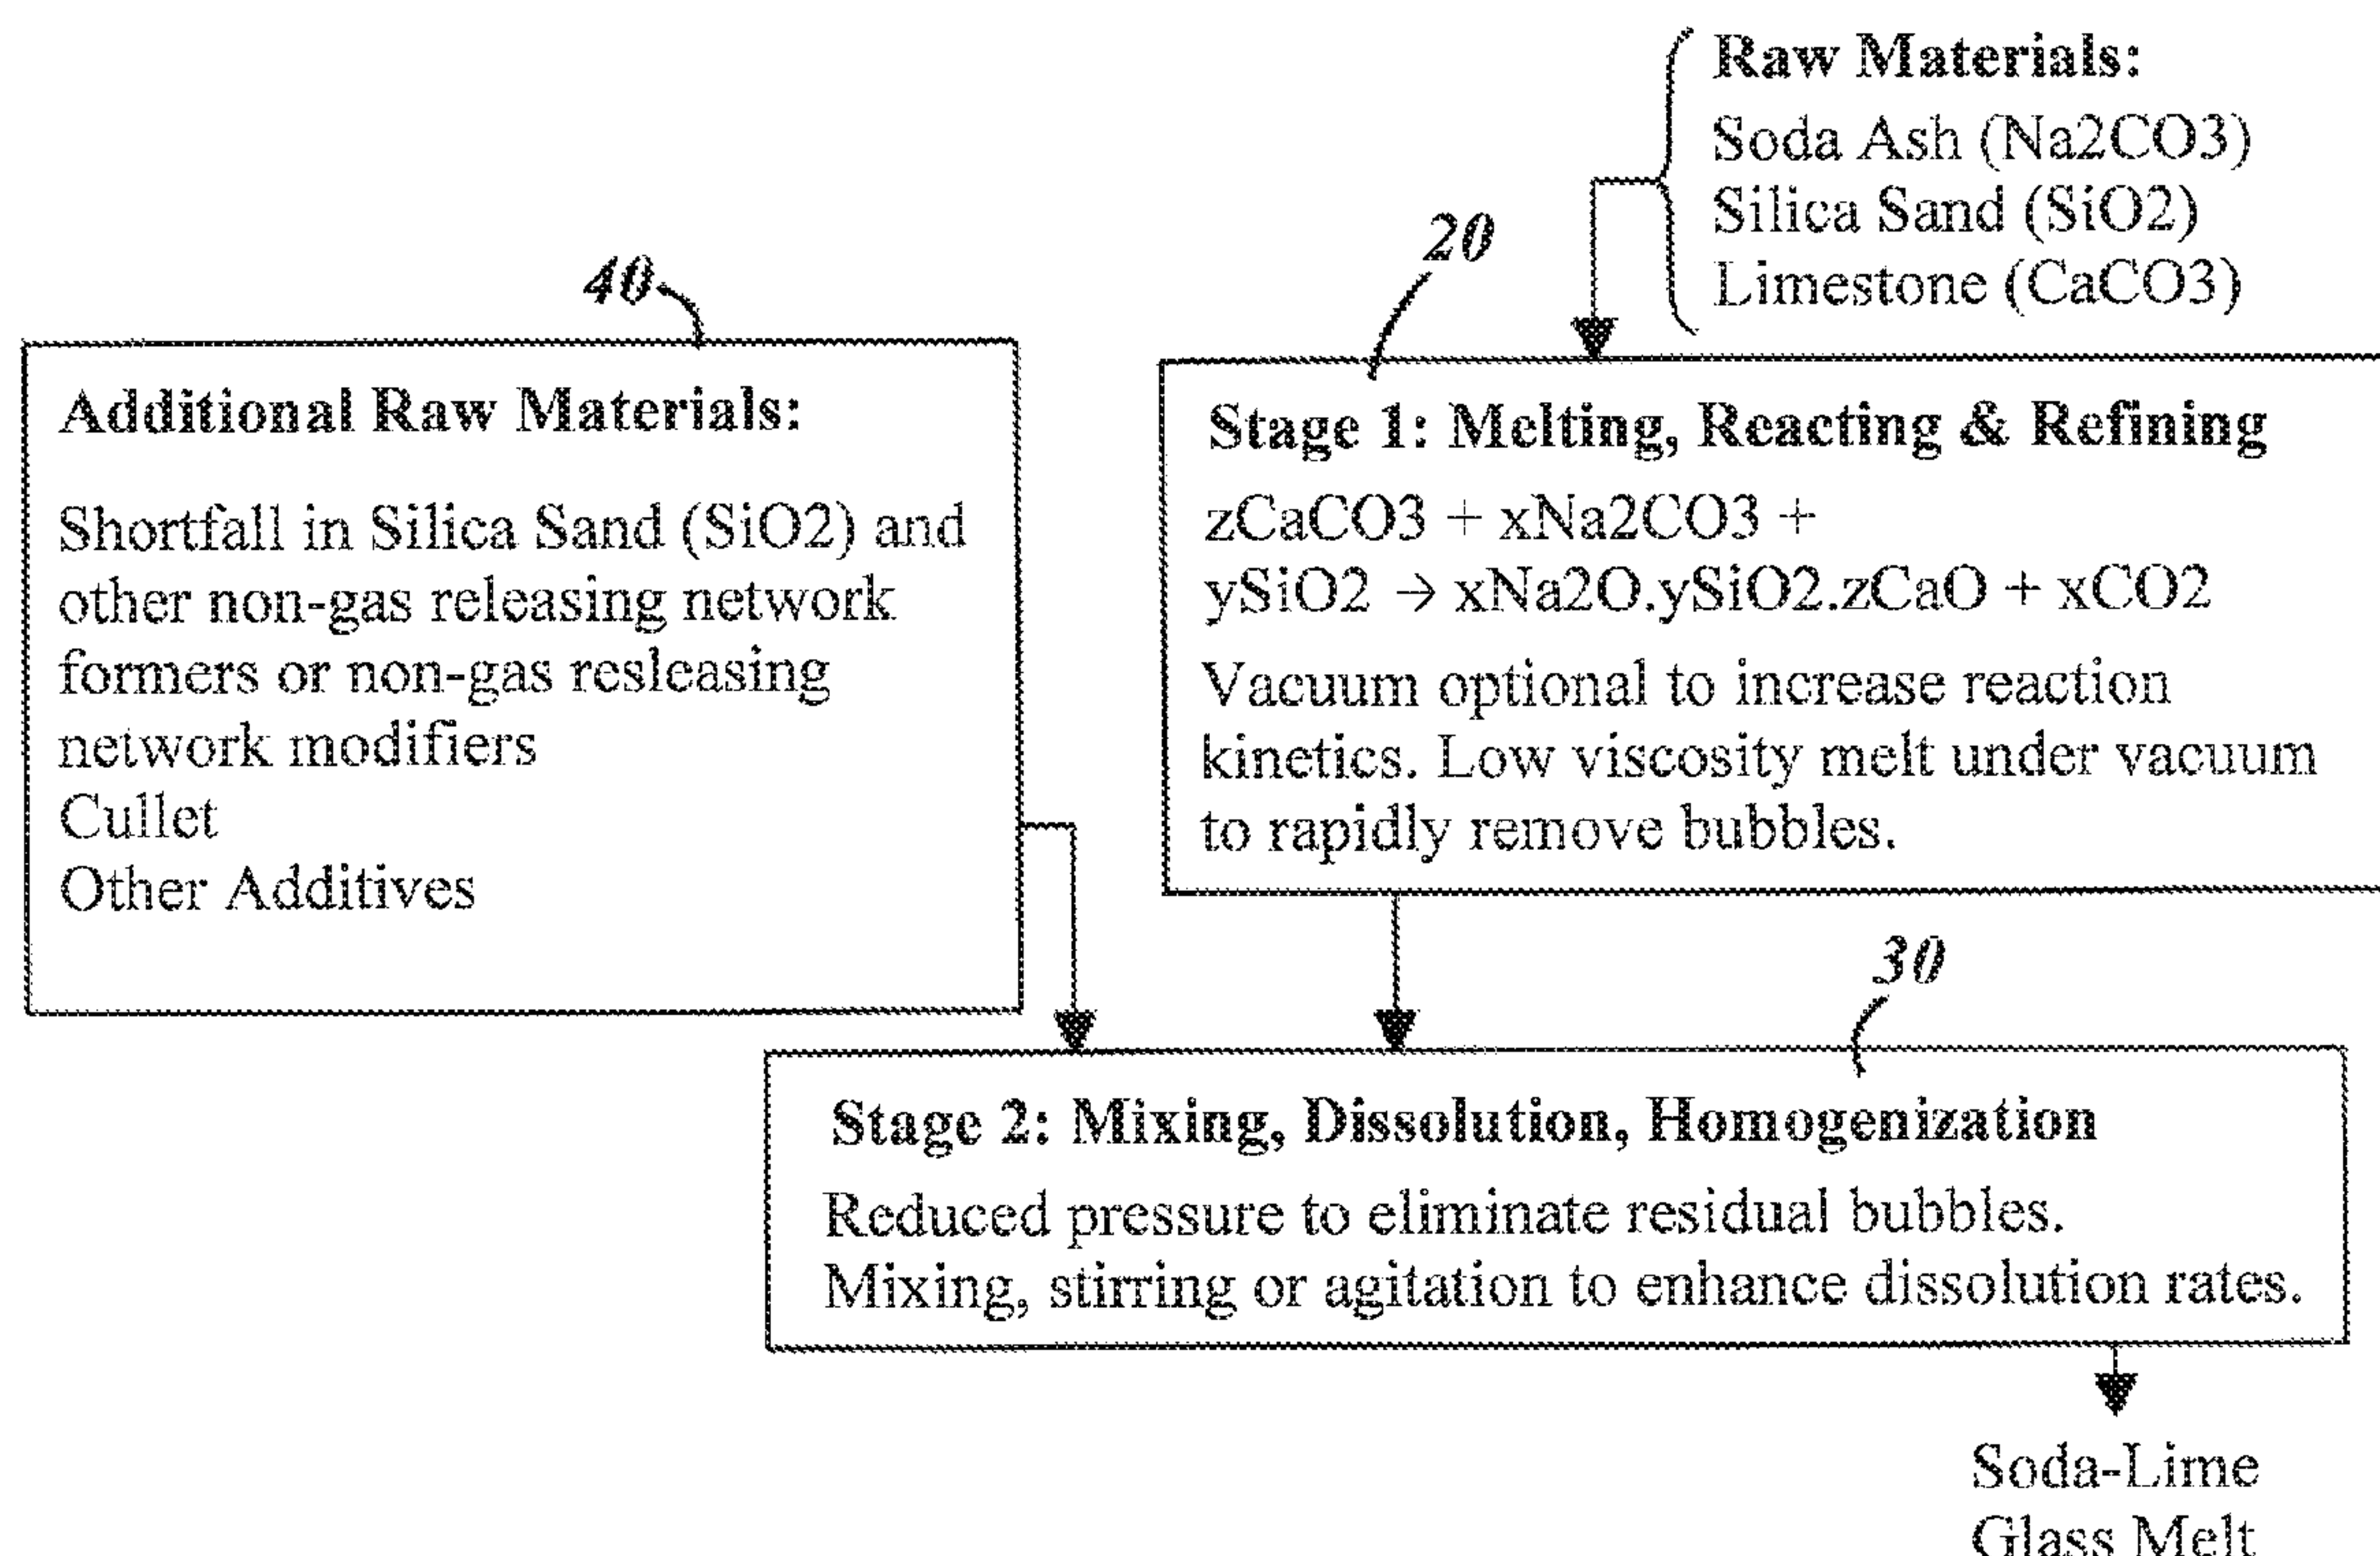 Raw Materials:
Soda Ash (Na2CO3)
Silica Sand (SiO2)
Limestone (CaCO3)
20
40
Additional Raw Materials:
Shortfall in Silica Sand (SiO2) and
other non-gas releasing network
formers or non-gas resleasing
network modifiers
Cullet
Other Additives
Stage 1: Melting, Reacting & Refining
zCaCO3 + xNa2CO3 +
ySiO2 → xNa2O.ySiO2.zCaO + xCO2
Vacuum optional to increase reaction
kinetics. Low viscosity melt under vacuum
to rapidly remove bubbles.
30
Stage 2: Mixing, Dissolution, Homogenization
Reduced pressure to eliminate residual bubbles.
Mixing, stirring or agitation to enhance dissolution rates.
Soda-Lime
Glass Melt